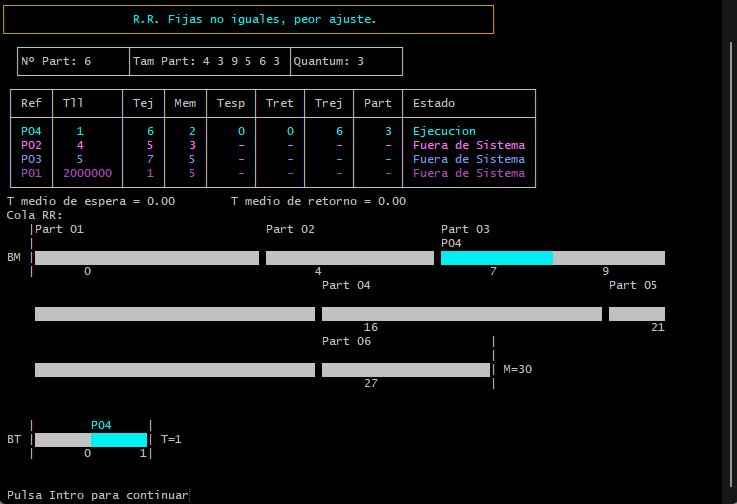 R.R. Fijas no iguales, peor ajuste.
Nº Part: 6 Tam Part: 4 3 9 5 6 3 Quantum: 3
Ref Tll Tej Mem Tesp Tret Trej Part Estado
P04 1 6 2 0 0 6 3 Ejecucion
P02 4 5 3 - - - - Fuera de Sistema
P03 5 7 5 - - - - Fuera de Sistema
P01 2000000 1 5 - - - - Fuera de Sistema
T medio de espera = 0.00 T medio de retorno = 0.00
Cola RR:
|Part 01 Part 02 Part 03
| P04
BM |
| 0 4 7 9
Part 04 Part 05
16 21
Part 06 |
|
| M=30
27 |
| P04 |
BT | | T=1
| 0 1|
Pulsa Intro para continuar